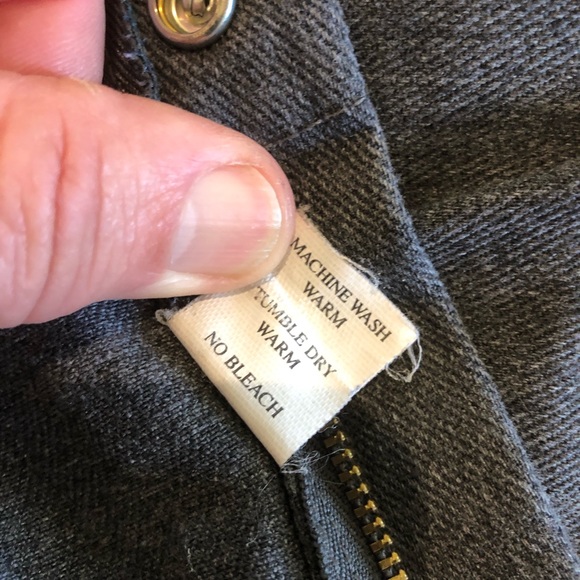 MACHINE WASH
WARM
TUMBLE DRY
WARM
NO BLEACH